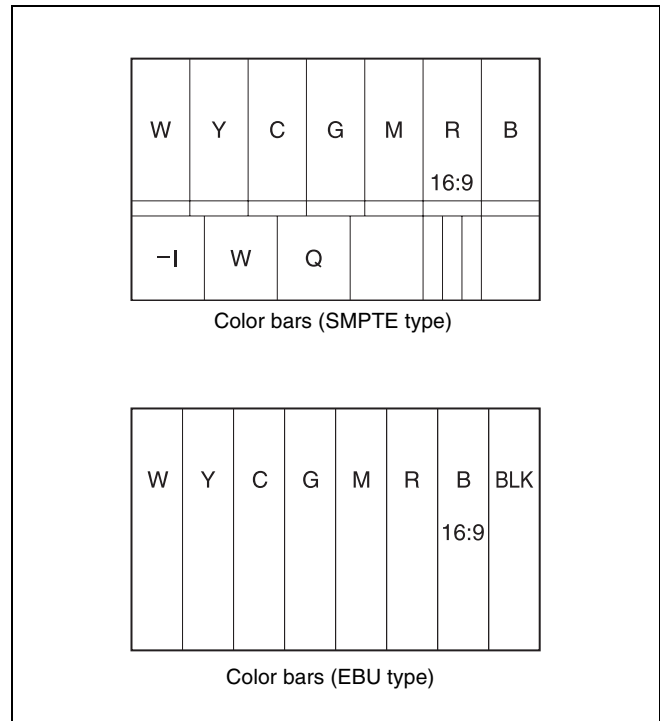 W Y C G M R B
16:9
−I W Q
Color bars (SMPTE type)
W Y C G M R B BLK
16:9
Color bars (EBU type)